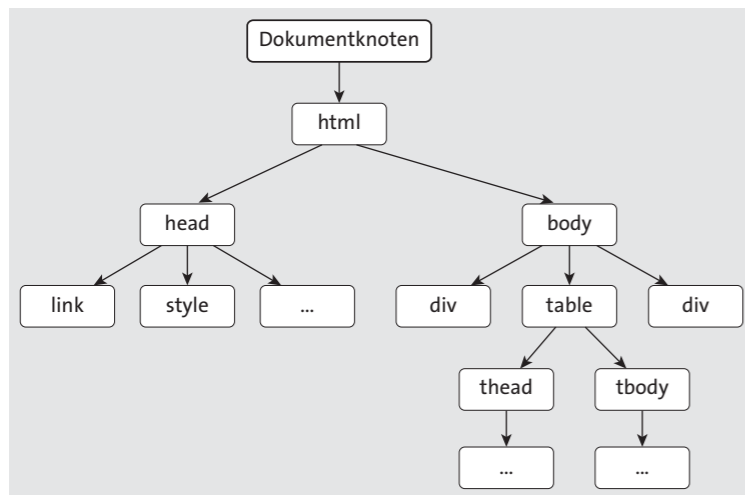 Dokumentknoten
html
head
body
link
style
...
div
table
div
thead
tbody
...
...